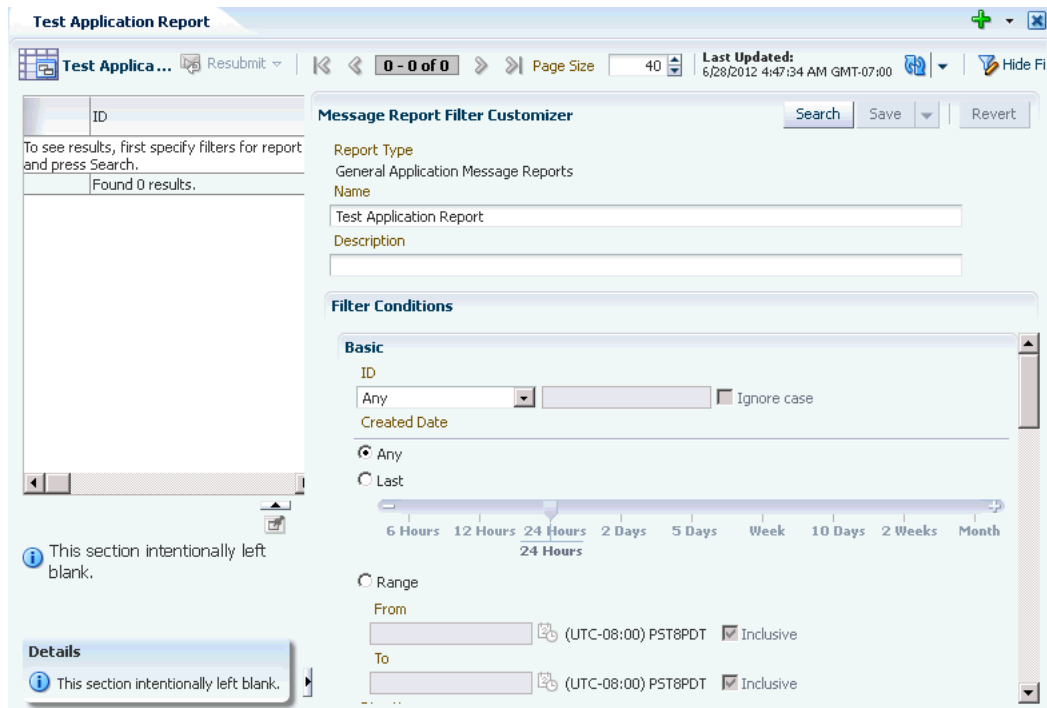 Test Application Report
Test Applica... Resubmit
0 - 0 of 0 Page Size 40 Last Updated: 6/28/2012 4:47:34 AM GMT-07:00 Hide Fi
ID
To see results, first specify filters for report
and press Search.
Found 0 results.
This section intentionally left
blank.
Details
This section intentionally left blank.
Message Report Filter Customizer Search Save Revert
Report Type
General Application Message Reports
Name
Test Application Report
Description
Filter Conditions
Basic
ID
Any Ignore case
Created Date
Any
Last
6 Hours 12 Hours 24 Hours 2 Days 5 Days Week 10 Days 2 Weeks Month
24 Hours
Range
From
(UTC-08:00) PST8PDT Inclusive
To
(UTC-08:00) PST8PDT Inclusive